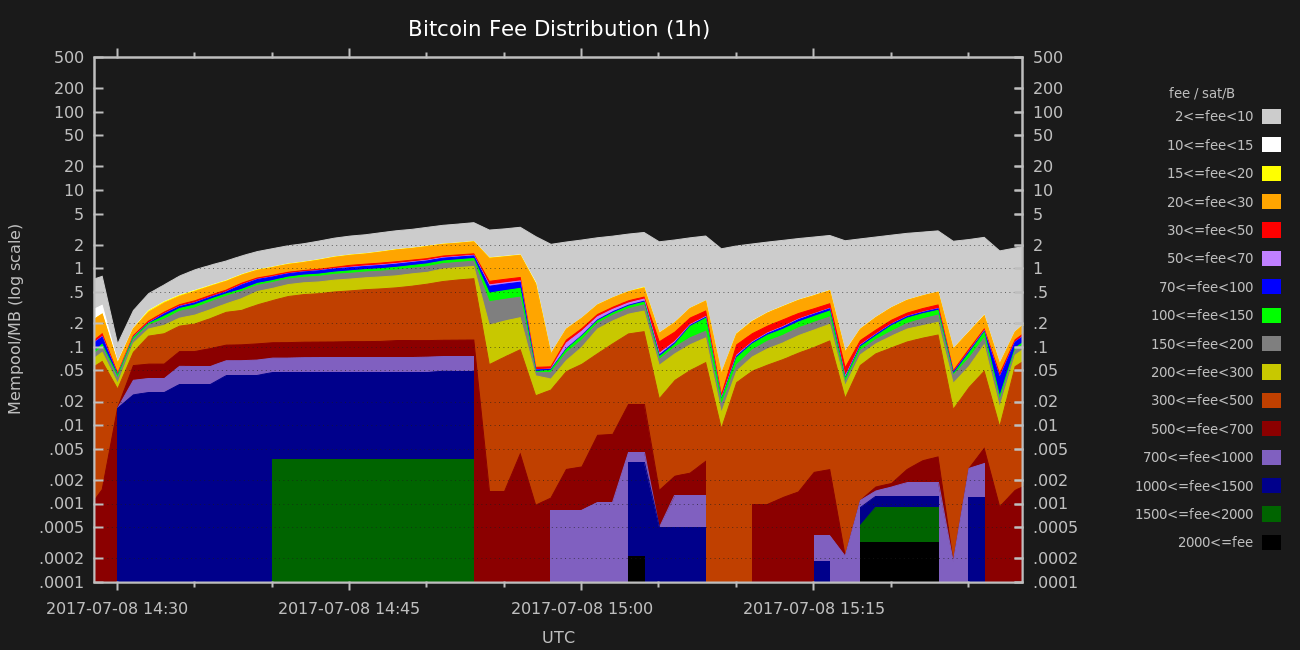 Bitcoin Fee Distribution (1h)
500 500
200 200
100 100
50 50
20 20
10 10
5 5
2 2
1 1
.5 .5
.2 .2
.1 .1
.05 .05
.02 .02
.01 .01
.005 .005
.002 .002
.001 .001
.0005 .0005
.0002 .0002
.0001 .0001
Mempool/MB (log scale)
2017-07-08 14:30 2017-07-08 14:45 2017-07-08 15:00 2017-07-08 15:15
UTC
fee / sat/B
2<=fee<10
10<=fee<15
15<=fee<20
20<=fee<30
30<=fee<50
50<=fee<70
70<=fee<100
100<=fee<150
150<=fee<200
200<=fee<300
300<=fee<500
500<=fee<700
700<=fee<1000
1000<=fee<1500
1500<=fee<2000
2000<=fee